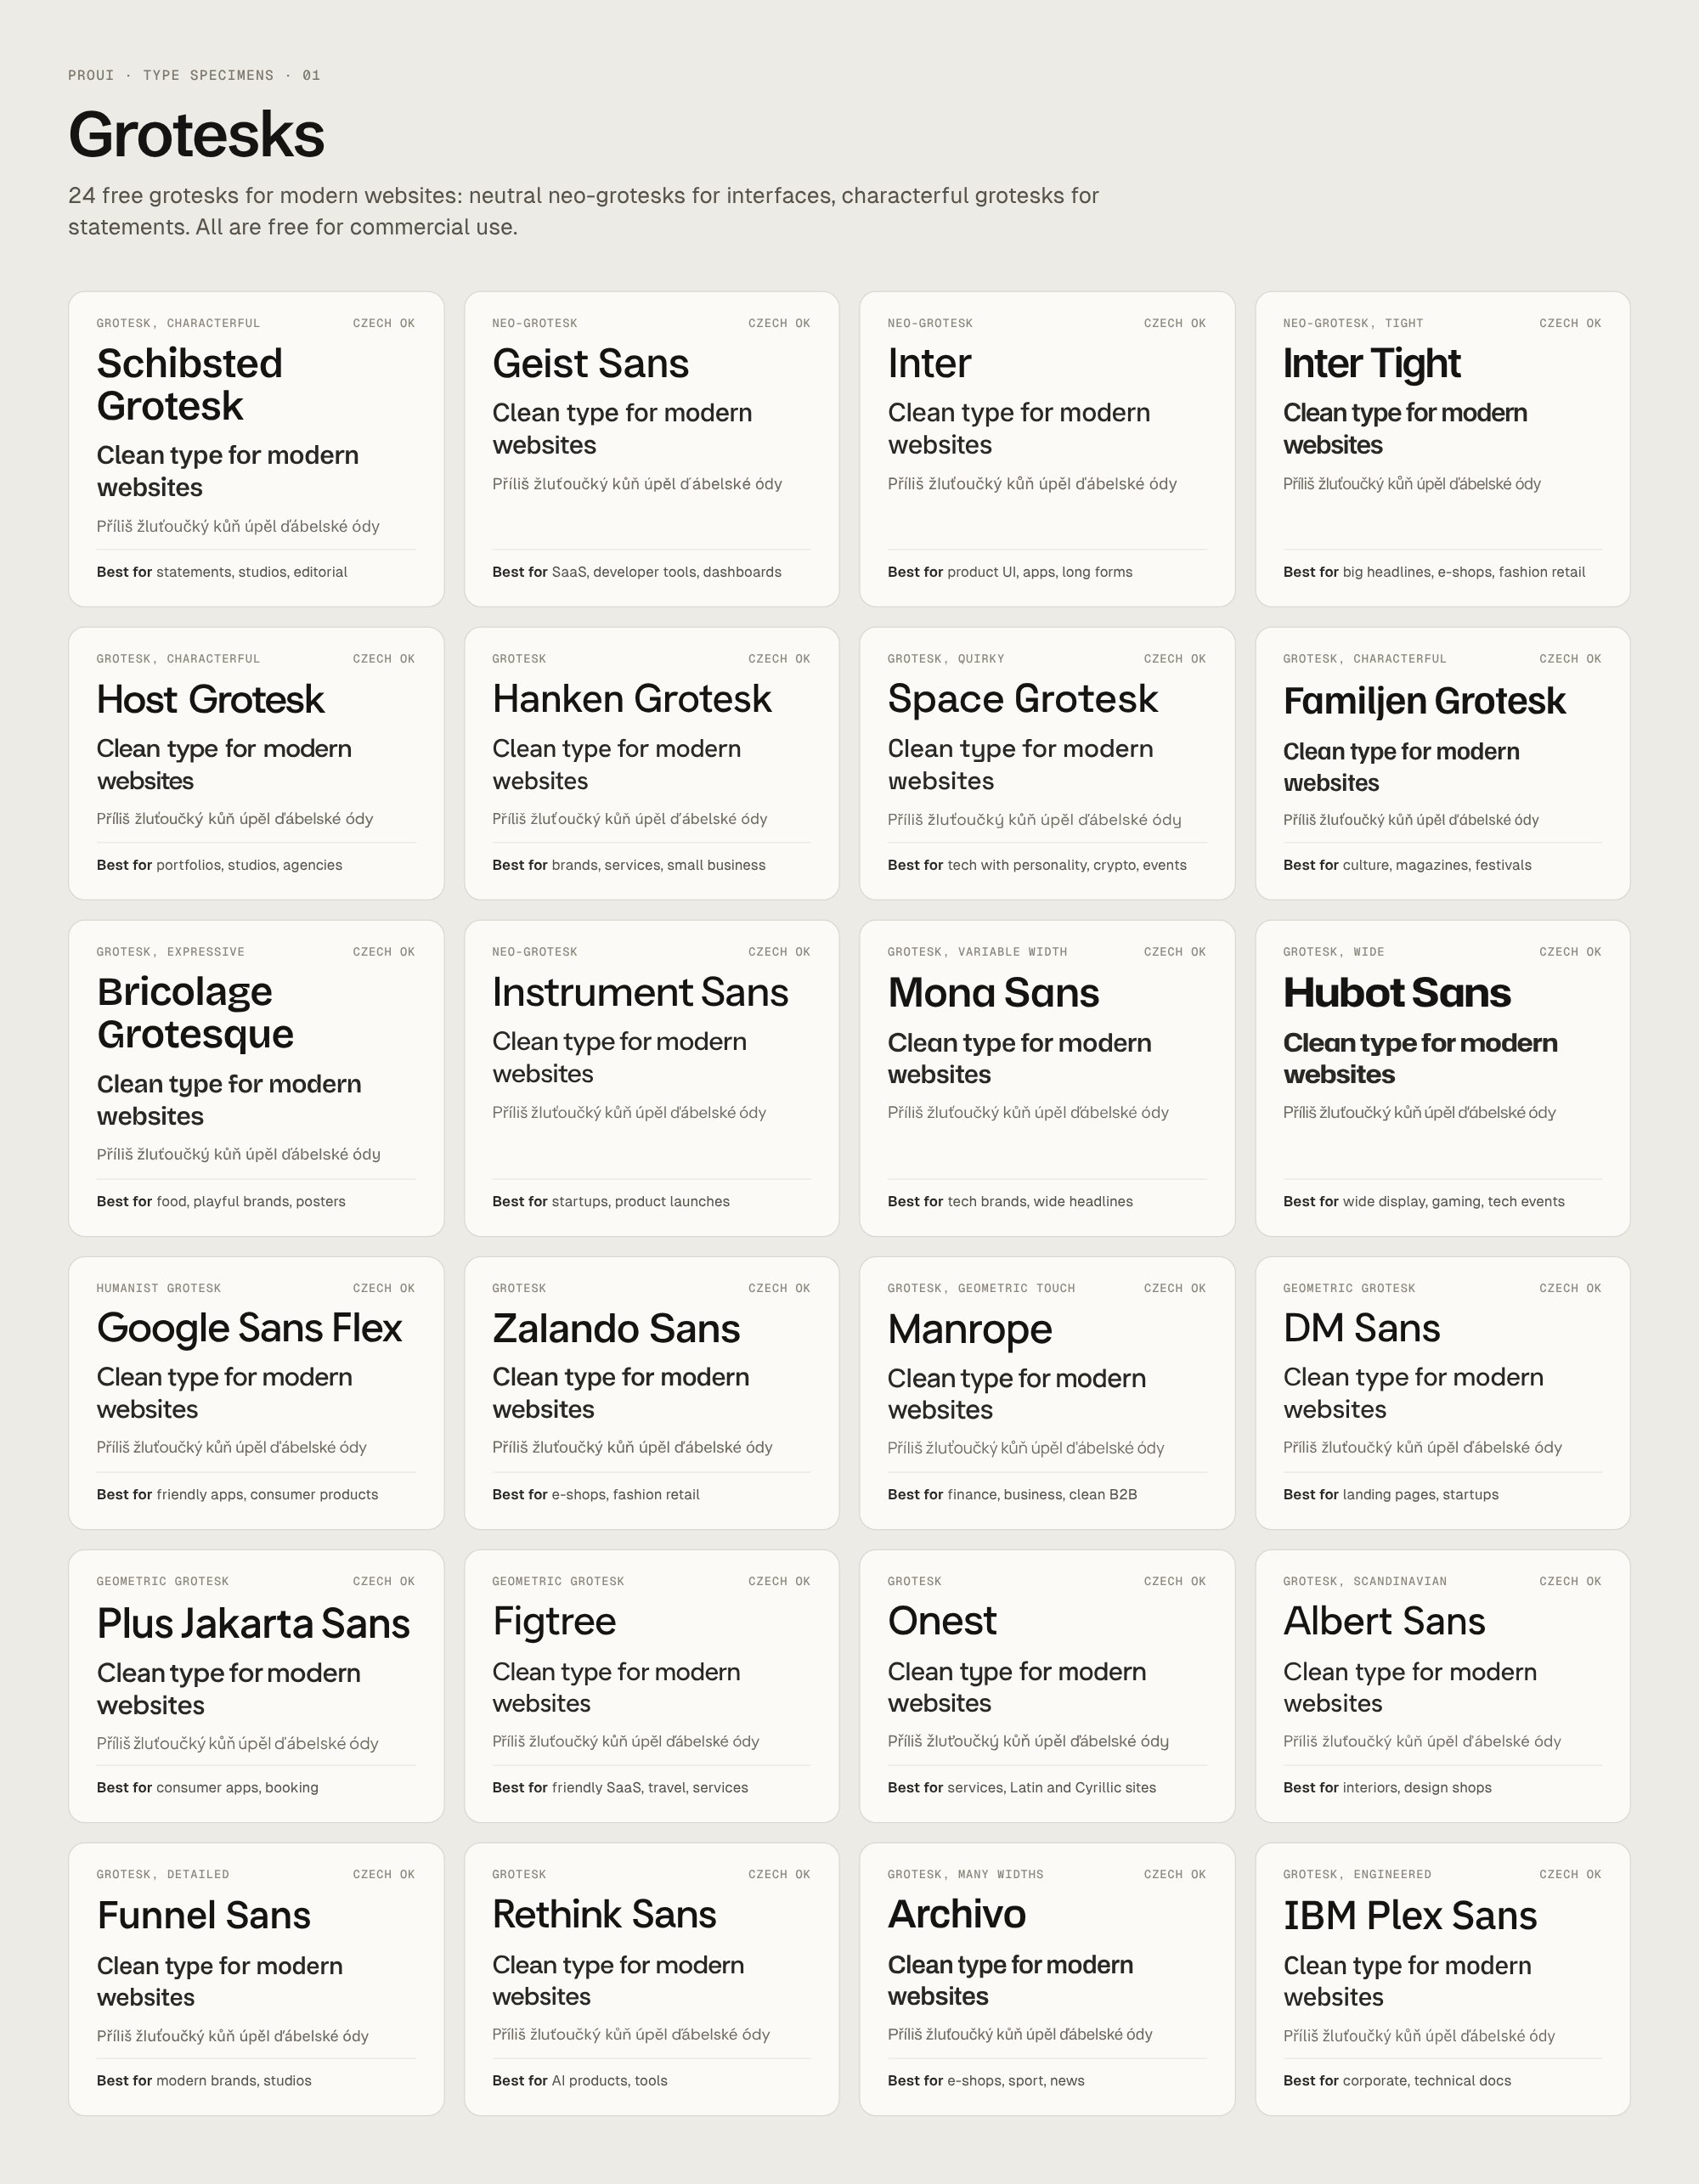 PROUI · TYPE SPECIMENS · 01
Grotesks
24 free grotesks for modern websites: neutral neo-grotesks for interfaces, characterful grotesks for
statements. All are free for commercial use.
GROTESK, CHARACTERFUL
CZECH OK
Schibsted
Grotesk
Clean type for modern
websites
Příliš žluťoučký kůň úpěl ďábelské ódy
Best for statements, studios, editorial
NEO-GROTESK
CZECH OK
Geist Sans
Clean type for modern
websites
Příliš žluťoučký kůň úpěl ďábelské ódy
Best for SaaS, developer tools, dashboards
NEO-GROTESK
CZECH OK
Inter
Clean type for modern
websites
Příliš žluťoučký kůň úpěl ďábelské ódy
Best for product UI, apps, long forms
NEO-GROTESK, TIGHT
CZECH OK
Inter Tight
Clean type for modern
websites
Příliš žluťoučký kůň úpěl ďábelské ódy
Best for big headlines, e-shops, fashion retail
GROTESK, CHARACTERFUL
CZECH OK
Host Grotesk
Clean type for modern
websites
Příliš žluťoučký kůň úpěl ďábelské ódy
Best for portfolios, studios, agencies
GROTESK
CZECH OK
Hanken Grotesk
Clean type for modern
websites
Příliš žluťoučký kůň úpěl ďábelské ódy
Best for brands, services, small business
GROTESK, QUIRKY
CZECH OK
Space Grotesk
Clean type for modern
websites
Příliš žluťoučký kůň úpěl ďábelské ódy
Best for tech with personality, crypto, events
GROTESK, CHARACTERFUL
CZECH OK
Familjen Grotesk
Clean type for modern
websites
Příliš žluťoučký kůň úpěl ďábelské ódy
Best for culture, magazines, festivals
GROTESK, EXPRESSIVE
CZECH OK
Bricolage
Grotesque
Clean type for modern
websites
Příliš žluťoučký kůň úpěl ďábelské ódy
Best for food, playful brands, posters
NEO-GROTESK
CZECH OK
Instrument Sans
Clean type for modern
websites
Příliš žluťoučký kůň úpěl ďábelské ódy
Best for startups, product launches
GROTESK, VARIABLE WIDTH
CZECH OK
Mona Sans
Clean type for modern
websites
Příliš žluťoučký kůň úpěl ďábelské ódy
Best for tech brands, wide headlines
GROTESK, WIDE
CZECH OK
Hubot Sans
Clean type for modern
websites
Příliš žluťoučký kůň úpěl ďábelské ódy
Best for wide display, gaming, tech events
HUMANIST GROTESK
CZECH OK
Google Sans Flex
Clean type for modern
websites
Příliš žluťoučký kůň úpěl ďábelské ódy
Best for friendly apps, consumer products
GROTESK
CZECH OK
Zalando Sans
Clean type for modern
websites
Příliš žluťoučký kůň úpěl ďábelské ódy
Best for e-shops, fashion retail
GROTESK, GEOMETRIC TOUCH
CZECH OK
Manrope
Clean type for modern
websites
Příliš žluťoučký kůň úpěl ďábelské ódy
Best for finance, business, clean B2B
GEOMETRIC GROTESK
CZECH OK
DM Sans
Clean type for modern
websites
Příliš žluťoučký kůň úpěl ďábelské ódy
Best for landing pages, startups
GEOMETRIC GROTESK
CZECH OK
Plus Jakarta Sans
Clean type for modern
websites
Příliš žluťoučký kůň úpěl ďábelské ódy
Best for consumer apps, booking
GEOMETRIC GROTESK
CZECH OK
Figtree
Clean type for modern
websites
Příliš žluťoučký kůň úpěl ďábelské ódy
Best for friendly SaaS, travel, services
GROTESK
CZECH OK
Onest
Clean type for modern
websites
Příliš žluťoučký kůň úpěl ďábelské ódy
Best for services, Latin and Cyrillic sites
GROTESK, SCANDINAVIAN
CZECH OK
Albert Sans
Clean type for modern
websites
Příliš žluťoučký kůň úpěl ďábelské ódy
Best for interiors, design shops
GROTESK, DETAILED
CZECH OK
Funnel Sans
Clean type for modern
websites
Příliš žluťoučký kůň úpěl ďábelské ódy
Best for modern brands, studios
GROTESK
CZECH OK
Rethink Sans
Clean type for modern
websites
Příliš žluťoučký kůň úpěl ďábelské ódy
Best for AI products, tools
GROTESK, MANY WIDTHS
CZECH OK
Archivo
Clean type for modern
websites
Příliš žluťoučký kůň úpěl ďábelské ódy
Best for e-shops, sport, news
GROTESK, ENGINEERED
CZECH OK
IBM Plex Sans
Clean type for modern
websites
Příliš žluťoučký kůň úpěl ďábelské ódy
Best for corporate, technical docs